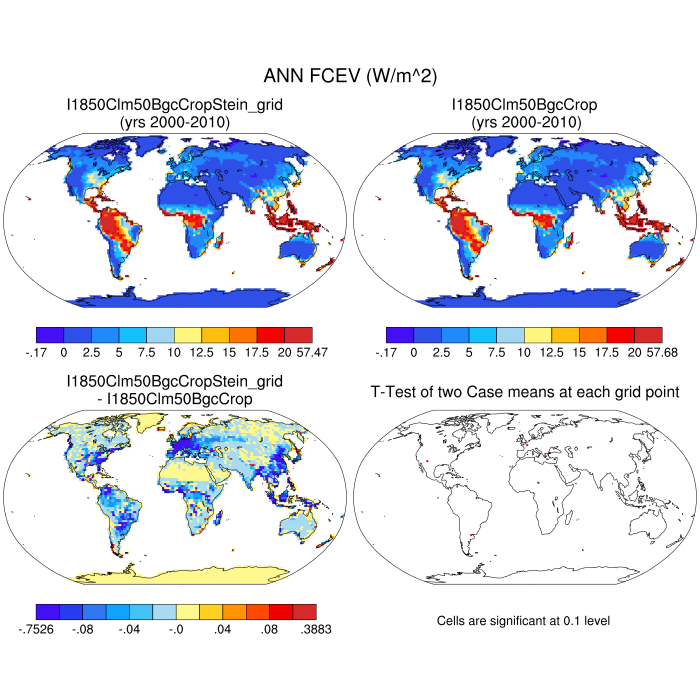 ANN FCEV (W/m^2)
I1850Clm50BgcCropStein_grid
(yrs 2000-2010)
I1850Clm50BgcCrop
(yrs 2000-2010)
-.17 0 2.5 5 7.5 10 12.5 15 17.5 20 57.47
-.17 0 2.5 5 7.5 10 12.5 15 17.5 20 57.68
I1850Clm50BgcCropStein_grid
- I1850Clm50BgcCrop
T-Test of two Case means at each grid point
-.7526 -.08 -.04 -.0 .04 .08 .3883
Cells are significant at 0.1 level